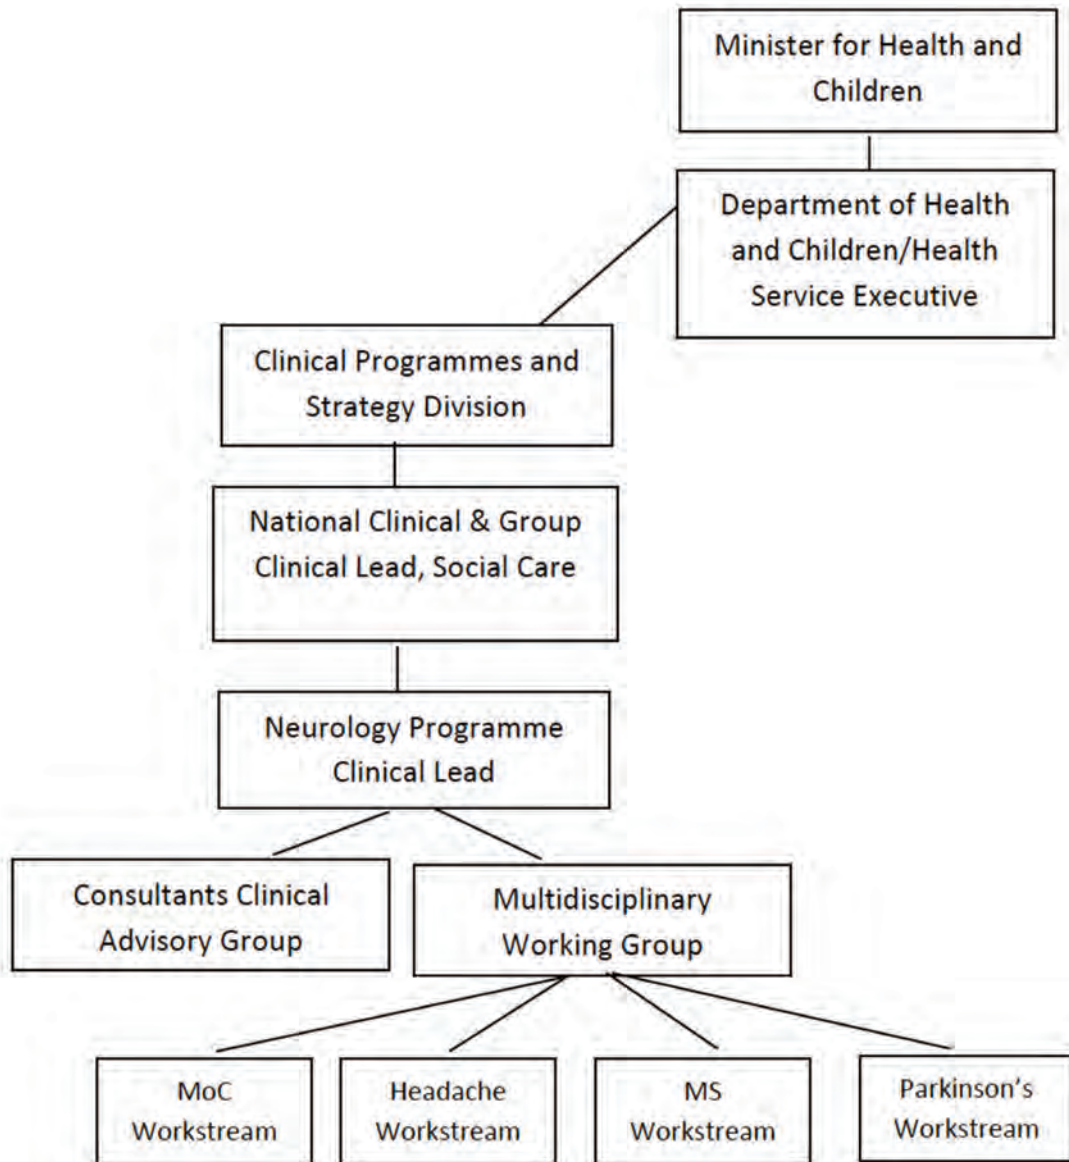 Minister for Health and
Children
Department of Health
and Children/Health
Service Executive
Clinical Programmes and
Strategy Division
National Clinical & Group
Clinical Lead, Social Care
Neurology Programme
Clinical Lead
Consultants Clinical
Advisory Group
Multidisciplinary
Working Group
MoC
Workstream
Headache
Workstream
MS
Workstream
Parkinson's
Workstream